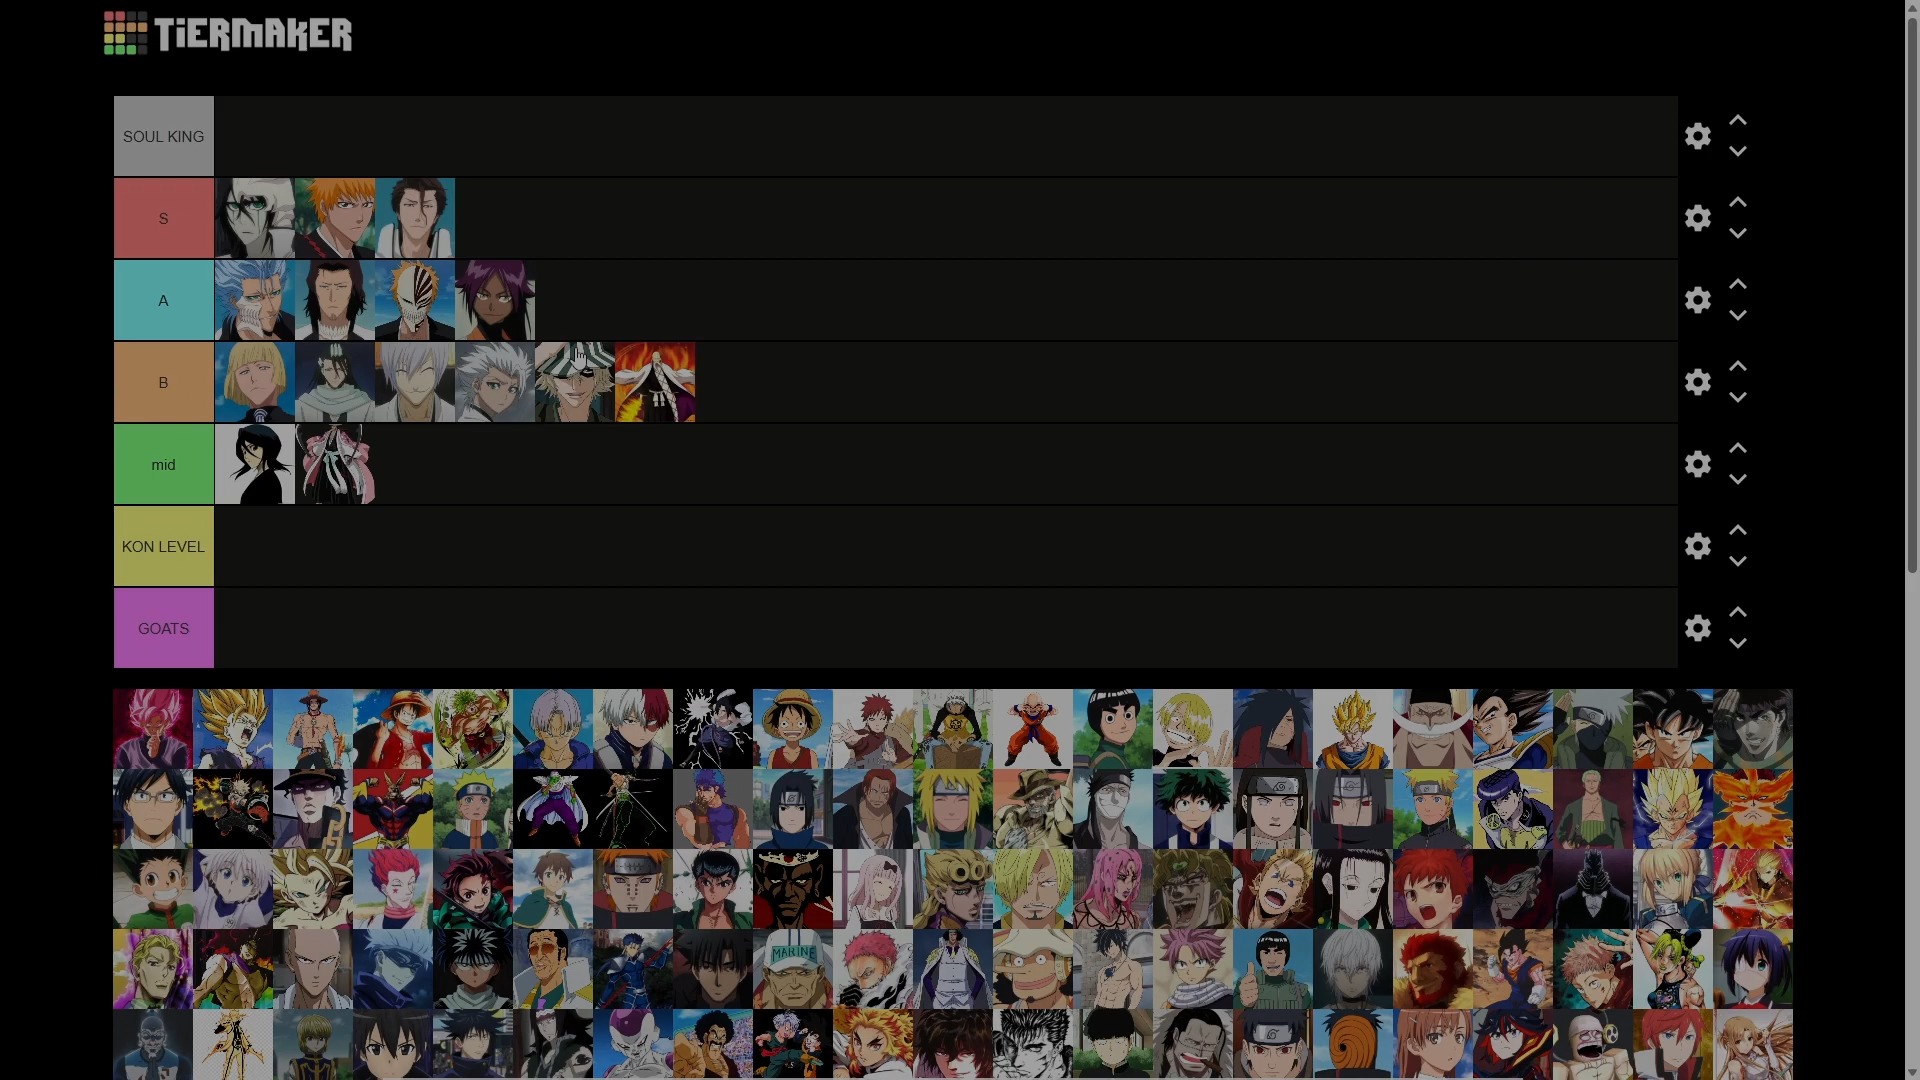 TiERMAKER
SOUL KING
S
A
B
mid
KON LEVEL
GOATS
MARINE